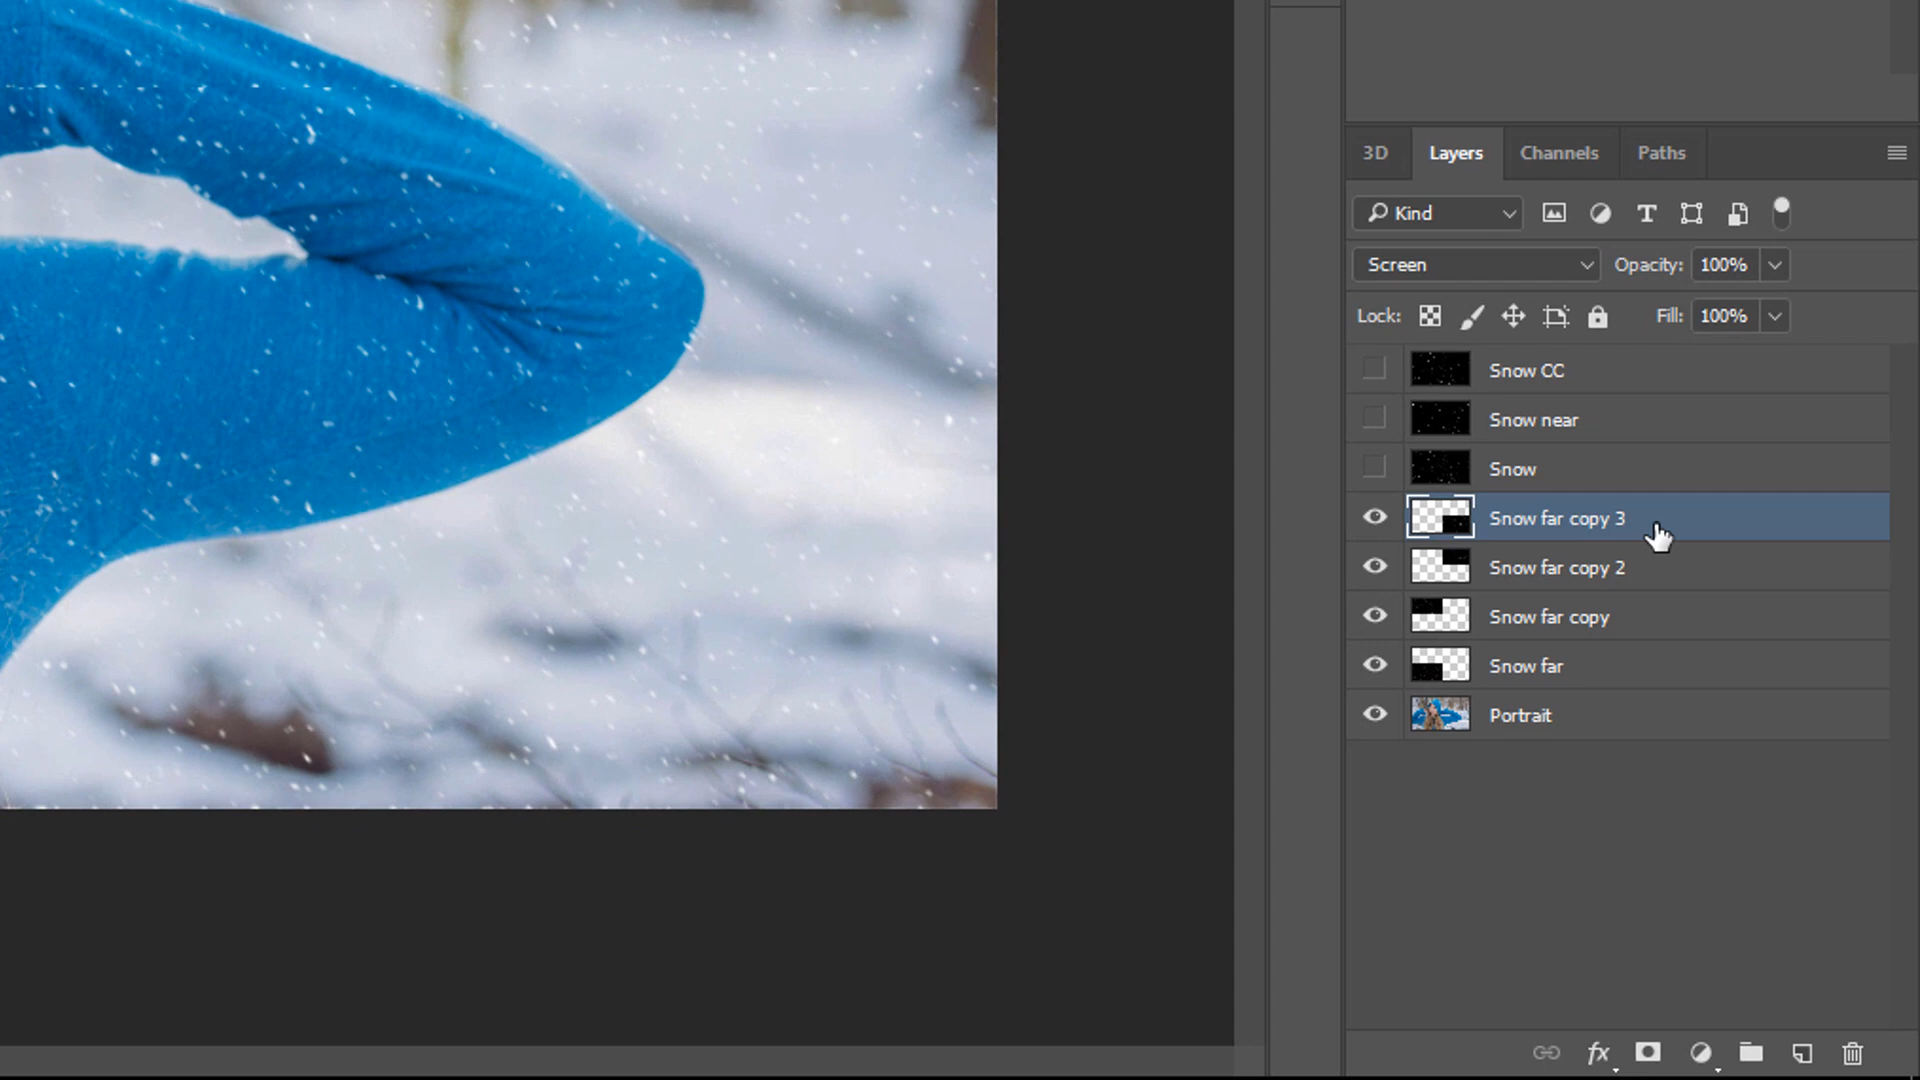 3D Layers Channels Paths
Kind
Screen Opacity: 100%
Lock: Fill: 100%
Snow CC
Snow near
Snow
Snow far copy 3
Snow far copy 2
Snow far copy
Snow far
Portrait
fx